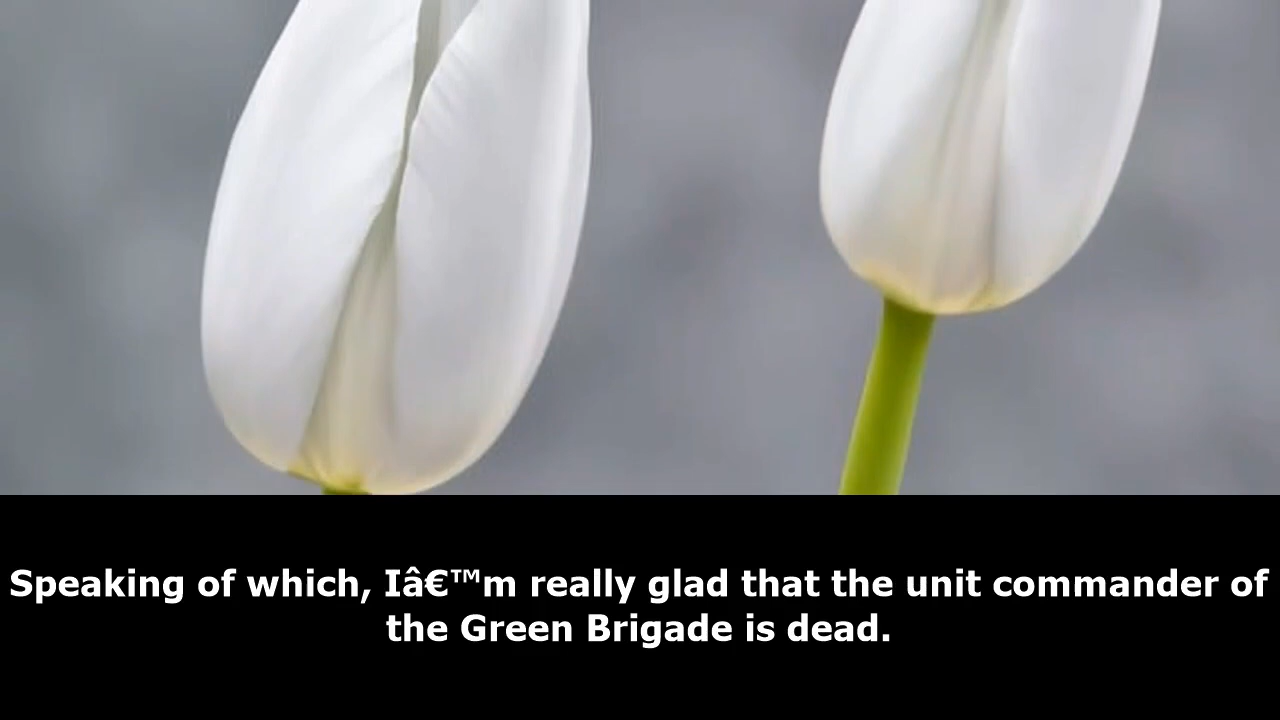 Speaking of which, Iâ€™m really glad that the unit commander of
the Green Brigade is dead.